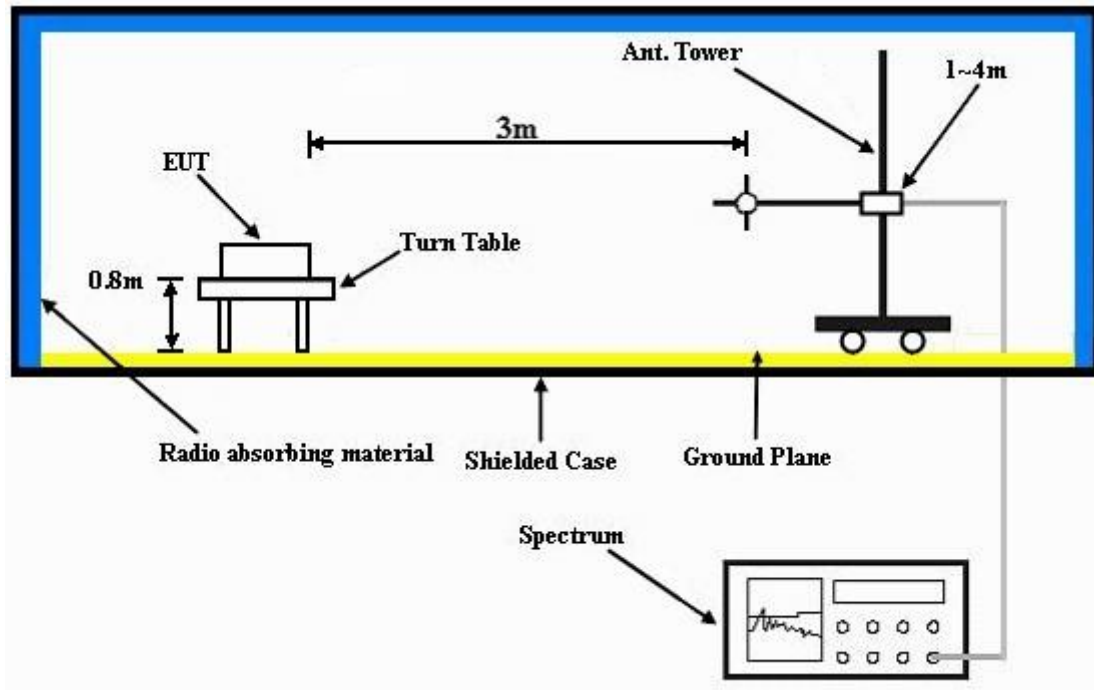 Ant. Tower
1~4m
3m
EUT
Turn Table
0.8m
Radio absorbing material
Shielded Case
Ground Plane
Spectrum